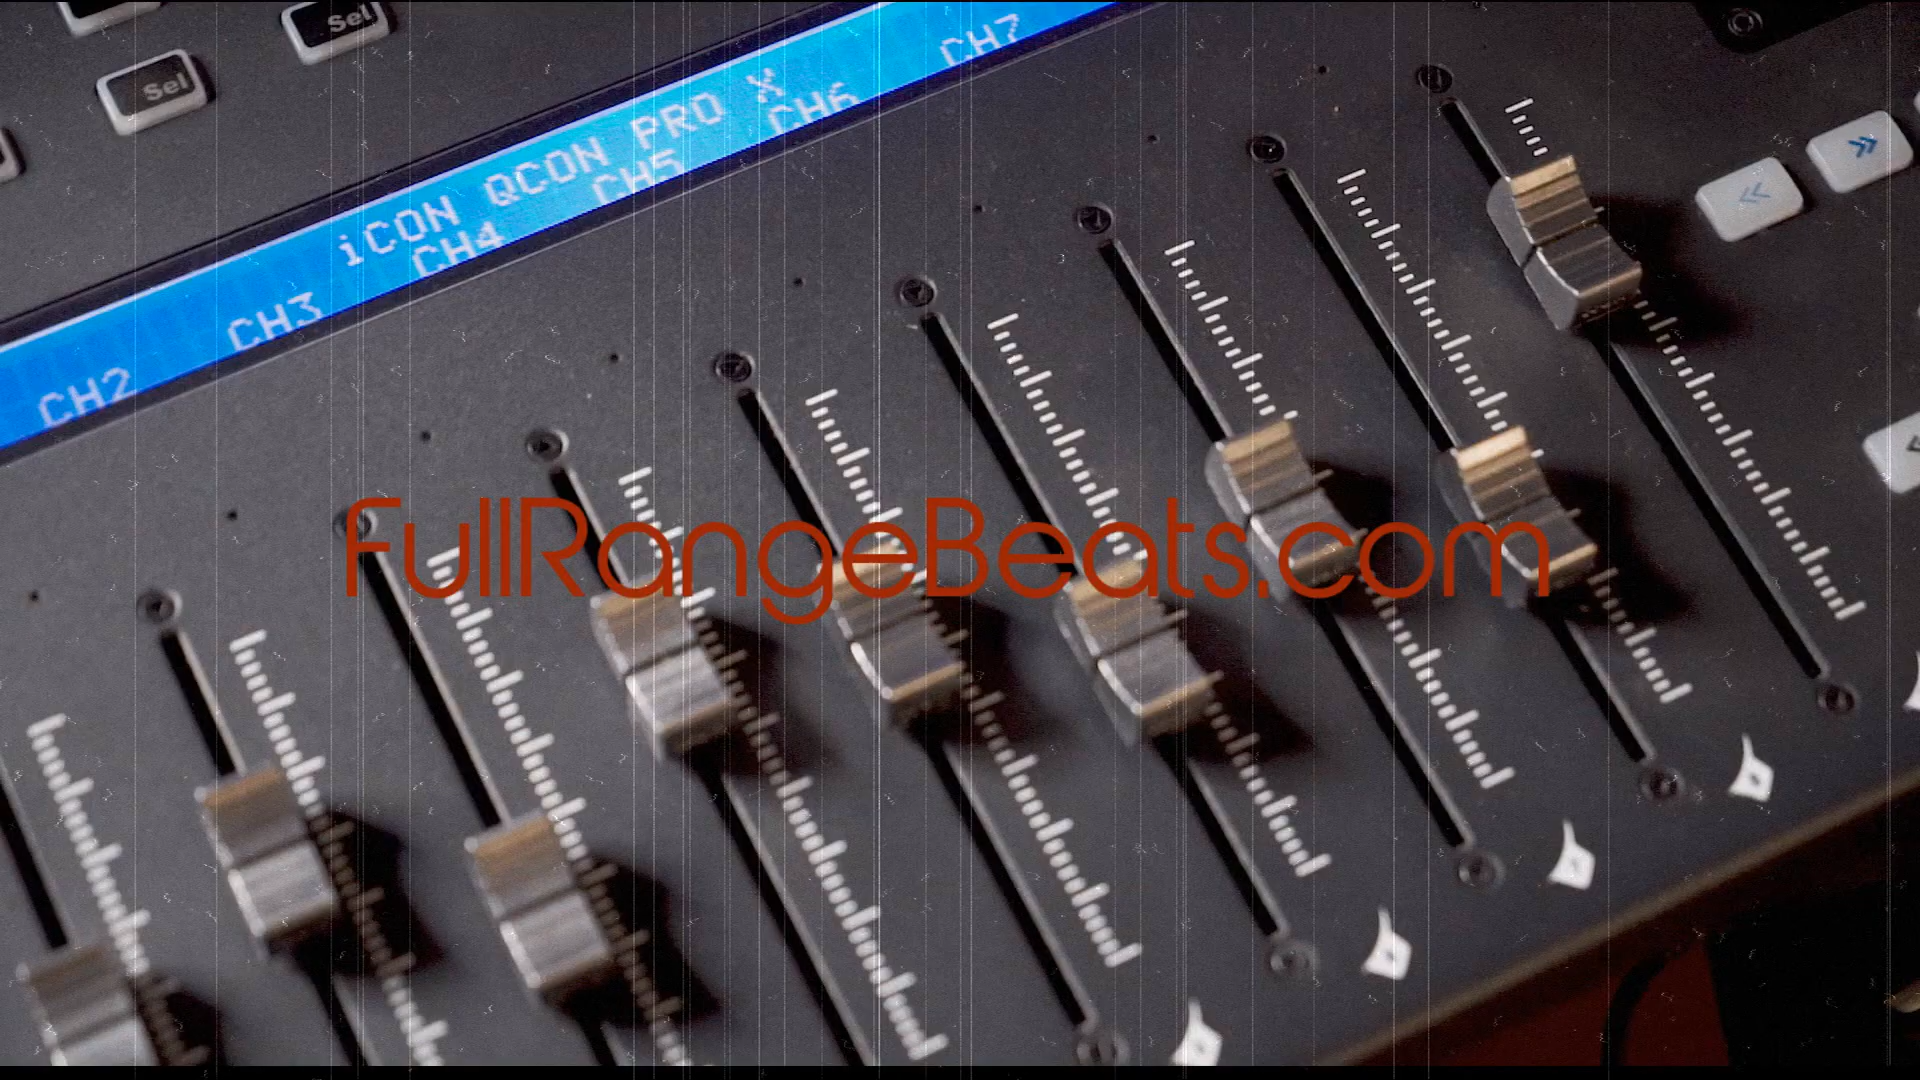 Sel
Sel
iCON QCON PRO X
CH2 CH3 CH4 CH5 CH6 CH7
FullRangeBeats.com